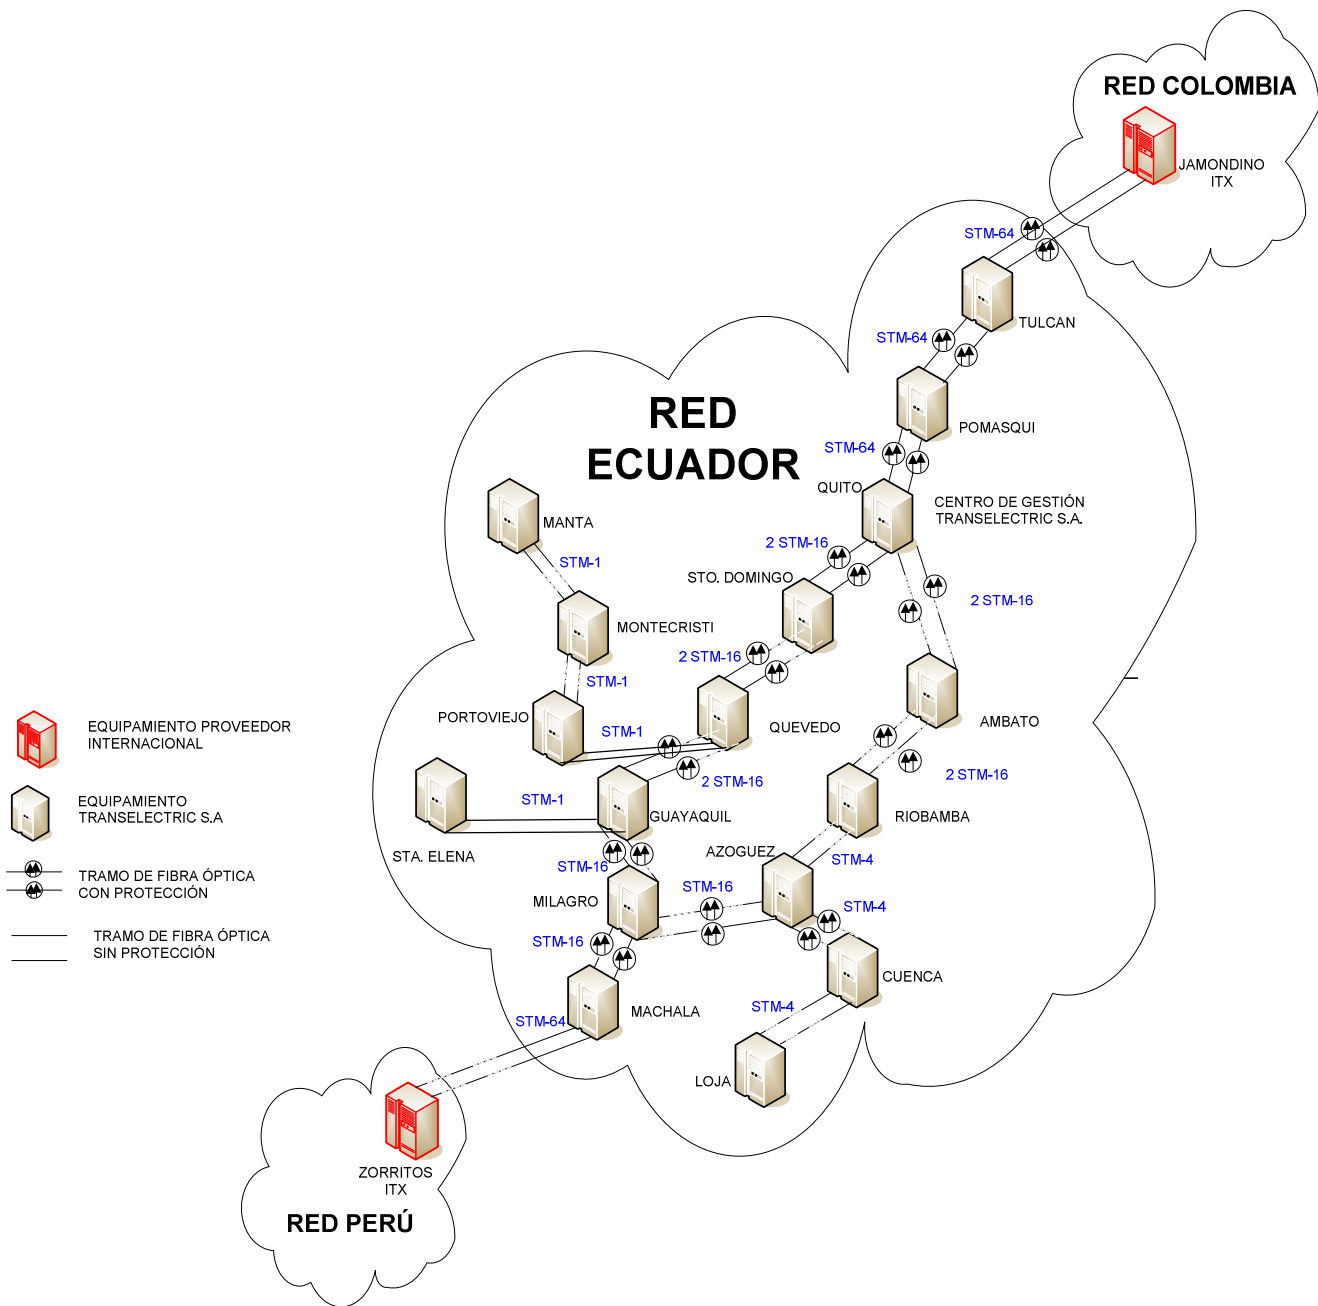 RED COLOMBIA
JAMONDINO
ITX
STM-64
TULCAN
STM-64
RED
ECUADOR
POMASQUI
STM-64
QUITO
CENTRO DE GESTIÓN
TRANSELECTRIC S.A.
MANTA
2 STM-16
STM-1
STO. DOMINGO
2 STM-16
MONTECRISTI
2 STM-16
STM-1
PORTOVIEJO
STM-1
QUEVEDO
AMBATO
EQUIPAMIENTO PROVEEDOR
INTERNACIONAL
2 STM-16
2 STM-16
STM-1
EQUIPAMIENTO
TRANSELECTRIC S.A
GUAYAQUIL
RIOBAMBA
STA. ELENA
AZOGUEZ
STM-16
STM-4
TRAMO DE FIBRA ÓPTICA
CON PROTECCIÓN
STM-16
MILAGRO
STM-4
TRAMO DE FIBRA ÓPTICA
SIN PROTECCIÓN
STM-16
CUENCA
STM-4
MACHALA
STM-64
LOJA
ZORRITOS
ITX
RED PERÚ